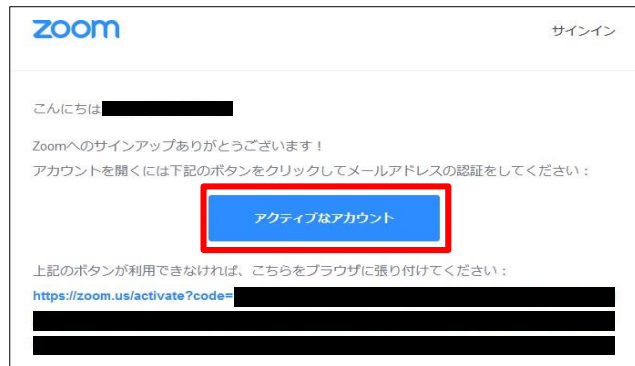 zoom
サインイン
こんにちは
Zoomへのサインアップありがとうございます！
アカウントを開くには下記のボタンをクリックしてメールアドレスの認証をしてください：
アクティブなアカウント
上記のボタンが利用できなければ、こちらをブラウザに張り付けてください：
https://zoom.us/activate?code=